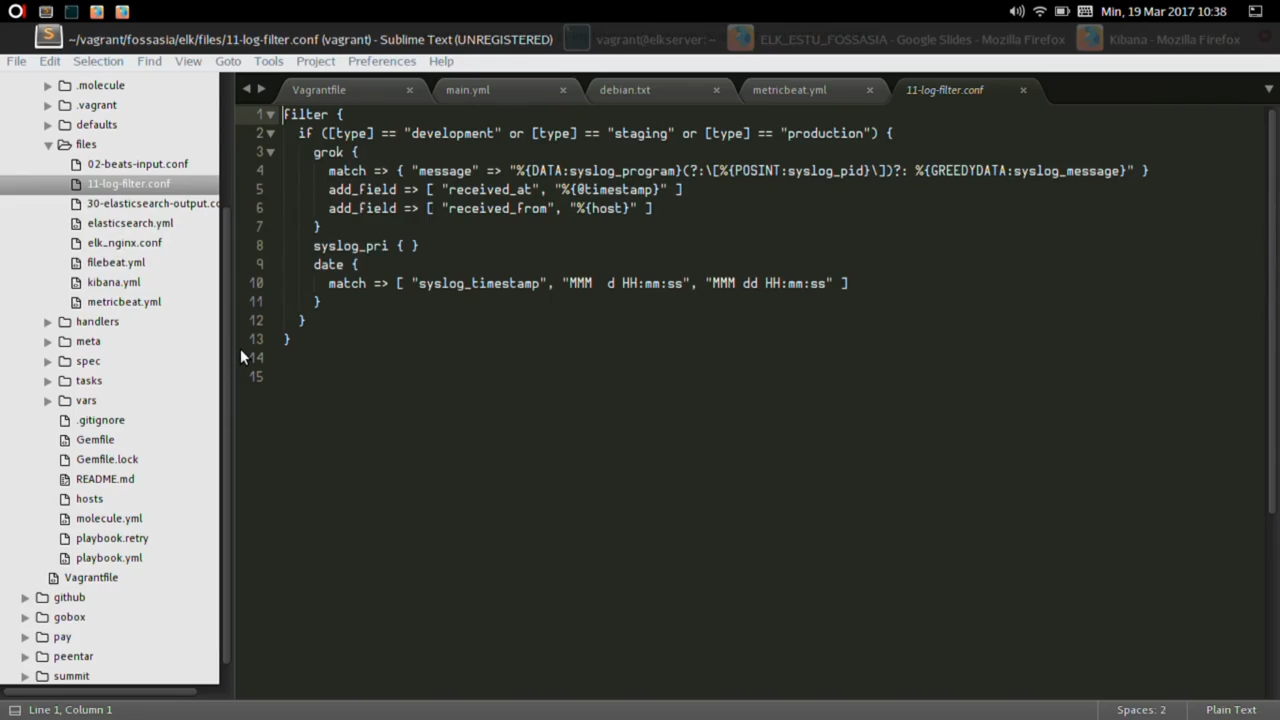 Min, 19 Mar 2017 10:38
~/vagrant/fossasia/elk/files/11-log-filter.conf (vagrant) - Sublime Text (UNREGISTERED)
vagrant@elkserver: ~
ELK_ESTU_FOSSASIA - Google Slides - Mozilla Firefox
Kibana - Mozilla Firefox
File Edit Selection Find View Goto Tools Project Preferences Help
.molecule
.vagrant
defaults
files
02-beats-input.conf
11-log-filter.conf
30-elasticsearch-output.co
elasticsearch.yml
elk_nginx.conf
filebeat.yml
kibana.yml
metricbeat.yml
handlers
meta
spec
tasks
vars
.gitignore
Gemfile
Gemfile.lock
README.md
hosts
molecule.yml
playbook.retry
playbook.yml
Vagrantfile
github
gobox
pay
peentar
summit
Vagrantfile × main.yml × debian.txt × metricbeat.yml × 11-log-filter.conf ×
1 filter {
2 if ([type] == "development" or [type] == "staging" or [type] == "production") {
3 grok {
4 match => { "message" => "%{DATA:syslog_program}(?:\[%{POSINT:syslog_pid}\])?: %{GREEDYDATA:syslog_message}" }
5 add_field => [ "received_at", "%{@timestamp}" ]
6 add_field => [ "received_from", "%{host}" ]
7 }
8 syslog_pri { }
9 date {
10 match => [ "syslog_timestamp", "MMM  d HH:mm:ss", "MMM dd HH:mm:ss" ]
11 }
12 }
13 }
14
15
Line 1, Column 1
Spaces: 2
Plain Text